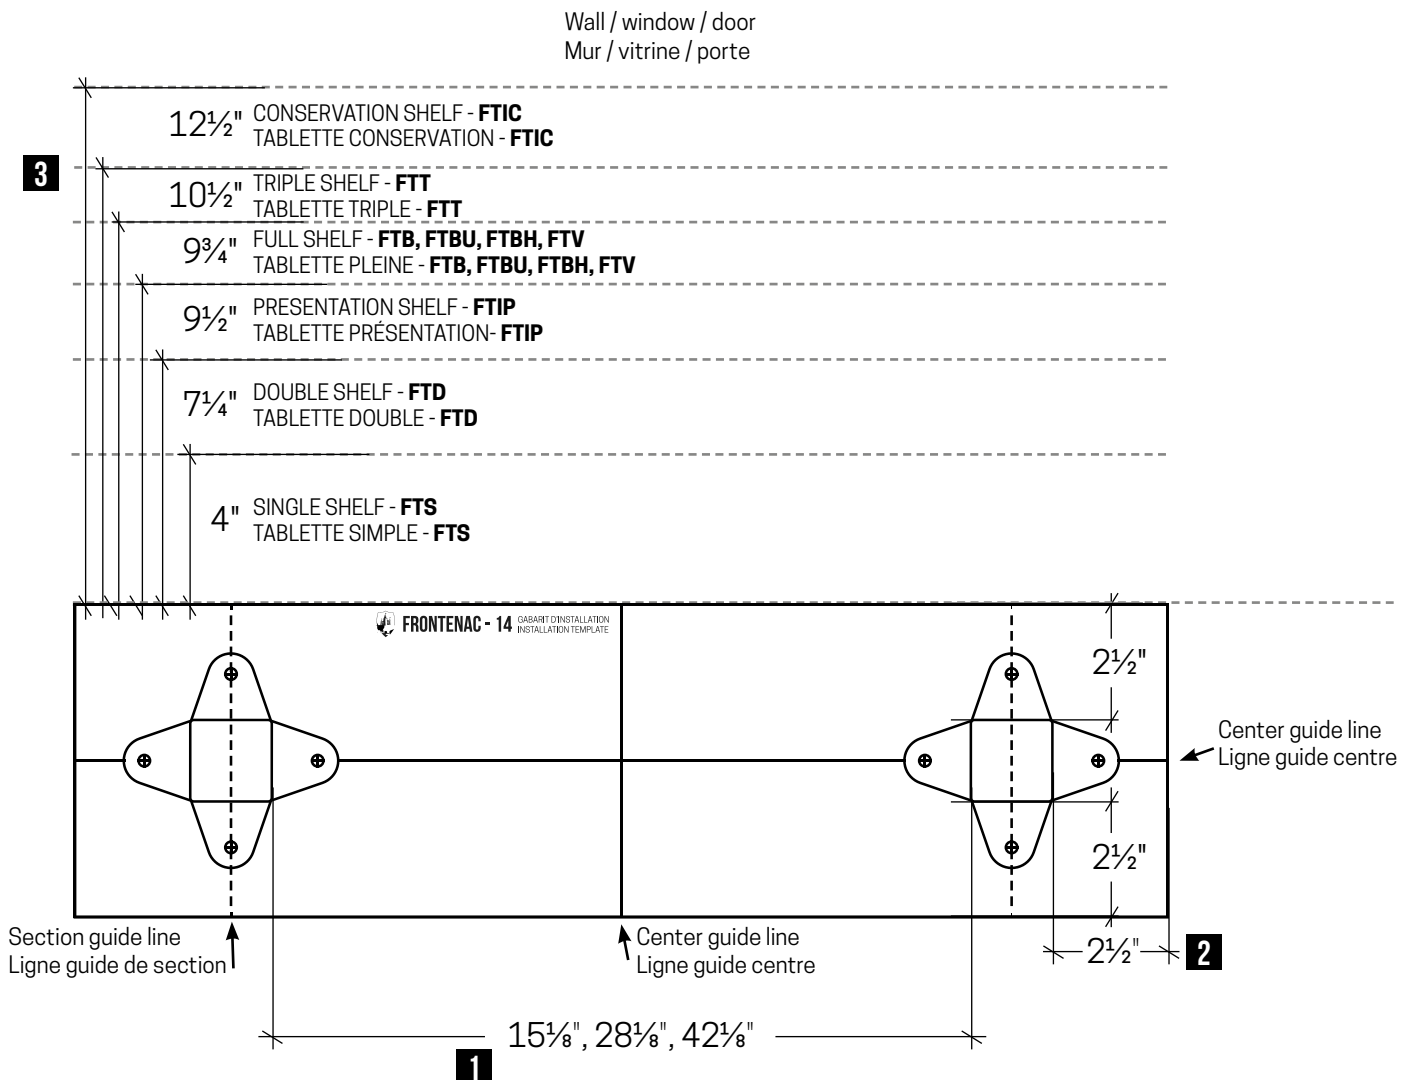 Wall / window / door
Mur / vitrine / porte
12½" CONSERVATION SHELF - FTIC
TABLETTE CONSERVATION - FTIC
3
10½" TRIPLE SHELF - FTT
TABLETTE TRIPLE - FTT
9¾" FULL SHELF - FTB, FTBU, FTBH, FTV
TABLETTE PLEINE - FTB, FTBU, FTBH, FTV
9½" PRESENTATION SHELF - FTIP
TABLETTE PRÉSENTATION- FTIP
7¼" DOUBLE SHELF - FTD
TABLETTE DOUBLE - FTD
4" SINGLE SHELF - FTS
TABLETTE SIMPLE - FTS
FRONTENAC - 14
GABARIT D'INSTALLATION
INSTALLATION TEMPLATE
2½"
Center guide line
Ligne guide centre
2½"
Section guide line
Ligne guide de section
Center guide line
Ligne guide centre
2½"
2
15⅛", 28⅛", 42⅛"
1